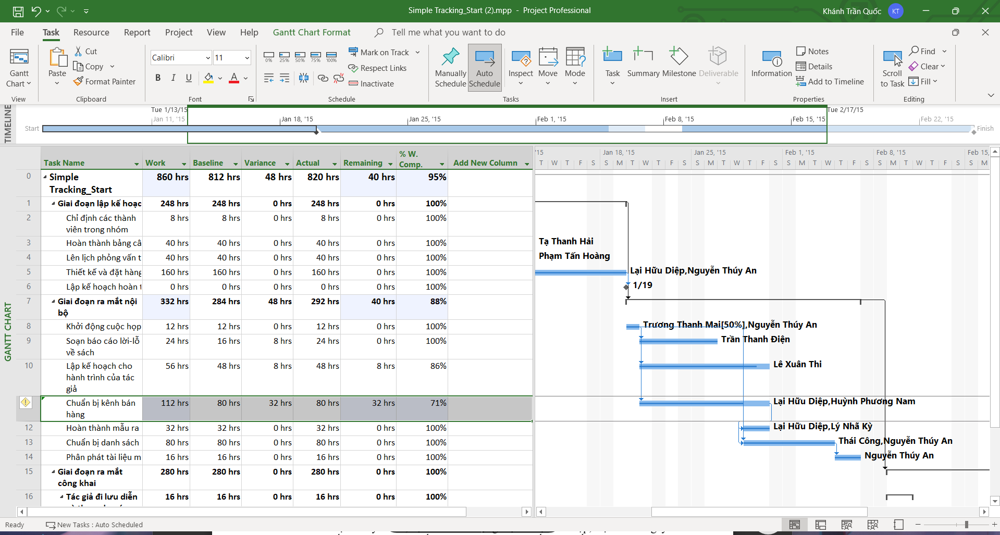 Simple Tracking_Start (2).mpp - Project Professional
Khánh Trần Quốc KT
File Task Resource Report Project View Help Gantt Chart Format Tell me what you want to do
Gantt Chart
View
Paste
Cut
Copy
Format Painter
Clipboard
Calibri 11
B I U A
Font
0% 25% 50% 75% 100%
Mark on Track
Respect Links
Inactivate
Schedule
Manually Schedule
Auto Schedule
Inspect
Move
Mode
Tasks
Task
Summary
Milestone
Deliverable
Insert
Information
Notes
Details
Add to Timeline
Properties
Scroll to Task
Find
Clear
Fill
Editing
TIMELINE
Tue 1/13/15 Tue 2/17/15
Jan 11, '15 Jan 18, '15 Jan 25, '15 Feb 1, '15 Feb 8, '15 Feb 15, '15 Feb 22, '15
Start Finish
GANTT CHART
Task Name Work Baseline Variance Actual Remaining % W. Comp. Add New Column
0 Simple Tracking_Start 860 hrs 812 hrs 48 hrs 820 hrs 40 hrs 95%
1 Giai đoạn lập kế hoạc 248 hrs 248 hrs 0 hrs 248 hrs 0 hrs 100%
2 Chỉ định các thành viên trong nhóm 8 hrs 8 hrs 0 hrs 8 hrs 0 hrs 100%
3 Hoàn thành bảng câ 40 hrs 40 hrs 0 hrs 40 hrs 0 hrs 100%
4 Lên lịch phỏng vấn t 40 hrs 40 hrs 0 hrs 40 hrs 0 hrs 100%
5 Thiết kế và đặt hàng 160 hrs 160 hrs 0 hrs 160 hrs 0 hrs 100%
6 Lập kế hoạch hoàn t 0 hrs 0 hrs 0 hrs 0 hrs 0 hrs 100%
7 Giai đoạn ra mắt nội bộ 332 hrs 284 hrs 48 hrs 292 hrs 40 hrs 88%
8 Khởi động cuộc họp 12 hrs 12 hrs 0 hrs 12 hrs 0 hrs 100%
9 Soạn báo cáo lời-lỗ về sách 24 hrs 16 hrs 8 hrs 24 hrs 0 hrs 100%
10 Lập kế hoạch cho hành trình của tác giả 56 hrs 48 hrs 8 hrs 48 hrs 8 hrs 86%
Chuẩn bị kênh bán hàng 112 hrs 80 hrs 32 hrs 80 hrs 32 hrs 71%
12 Hoàn thành mẫu ra 32 hrs 32 hrs 0 hrs 32 hrs 0 hrs 100%
13 Chuẩn bị danh sách 80 hrs 80 hrs 0 hrs 80 hrs 0 hrs 100%
14 Phân phát tài liệu m 16 hrs 16 hrs 0 hrs 16 hrs 0 hrs 100%
15 Giai đoạn ra mắt công khai 280 hrs 280 hrs 0 hrs 280 hrs 0 hrs 100%
16 Tác giả đi lưu diễn 16 hrs 16 hrs 0 hrs 16 hrs 0 hrs 100%
'15 Jan 18, '15 Jan 25, '15 Feb 1, '15 Feb 8, '15 Feb 15,
T W T F S S M T W T F S S M T W T F S S M T W T F S S M T W T F S S M
Tạ Thanh Hải
Phạm Tấn Hoàng
Lại Hữu Diệp,Nguyễn Thúy An
1/19
Trương Thanh Mai[50%],Nguyễn Thúy An
Trần Thanh Điện
Lê Xuân Thi
Lại Hữu Diệp,Huỳnh Phương Nam
Lại Hữu Diệp,Lý Nhã Kỳ
Thái Công,Nguyễn Thúy An
Nguyễn Thúy An
Ready New Tasks : Auto Scheduled